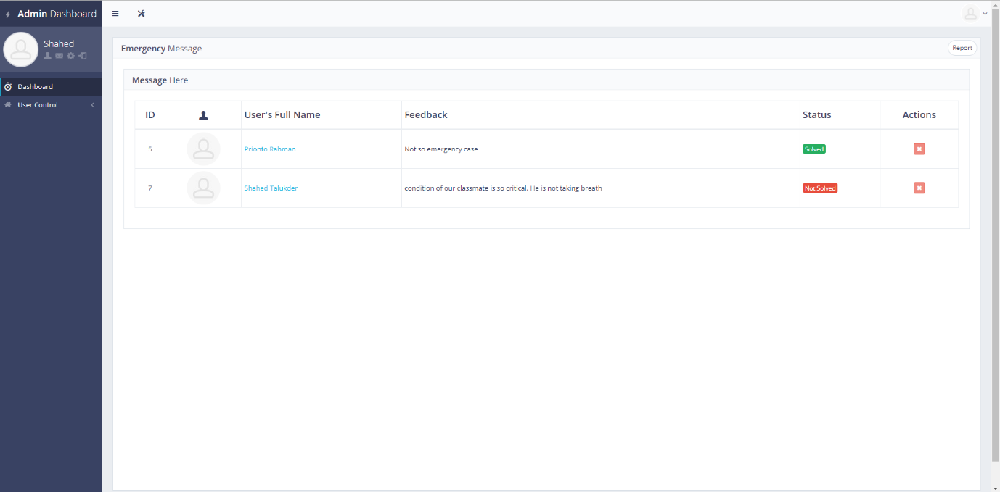 Admin Dashboard
Shahed
Dashboard
User Control
Emergency Message
Report
Message Here
ID User's Full Name Feedback Status Actions
5 Prionto Rahman Not so emergency case Solved
7 Shahed Talukder condition of our classmate is so critical. He is not taking breath Not Solved